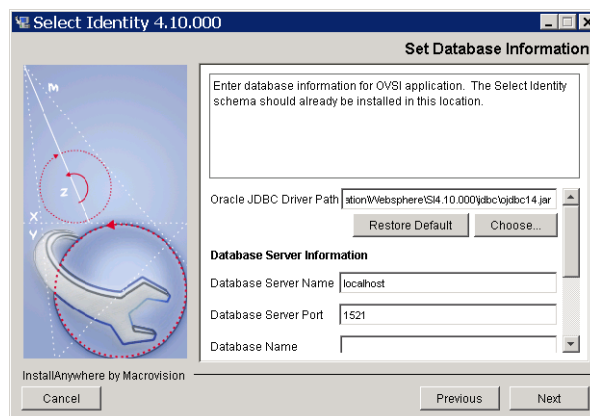 Select Identity 4.10.000
Set Database Information
Enter database information for OVSI application. The Select Identity
schema should already be installed in this location.
M
Z
X
Y
Oracle JDBC Driver Path ation\Websphere\SI4.10.000\jdbc\ojdbc14.jar
Restore Default Choose...
Database Server Information
Database Server Name localhost
Database Server Port 1521
Database Name
InstallAnywhere by Macrovision
Cancel Previous Next